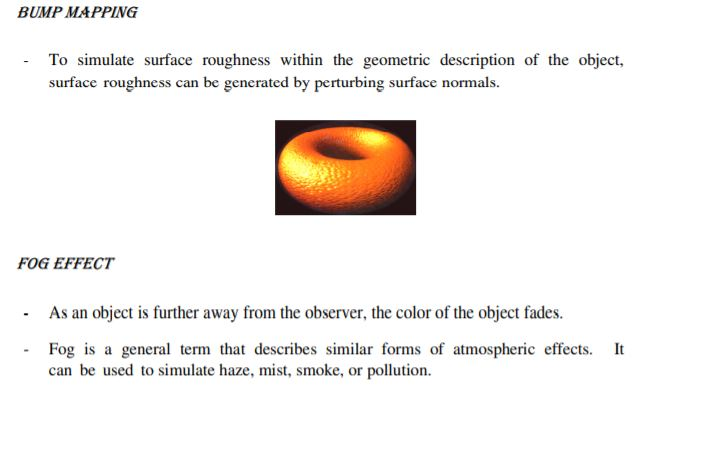 BUMP MAPPING
- To simulate surface roughness within the geometric description of the object,
surface roughness can be generated by perturbing surface normals.
FOG EFFECT
- As an object is further away from the observer, the color of the object fades.
- Fog is a general term that describes similar forms of atmospheric effects. It
can be used to simulate haze, mist, smoke, or pollution.